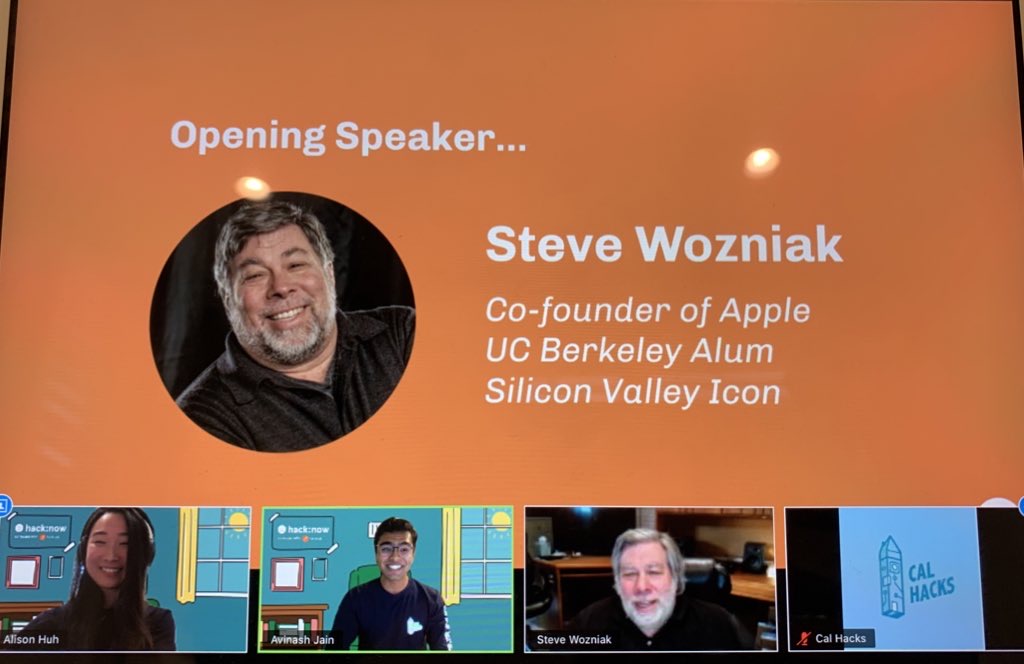 Opening Speaker...
Steve Wozniak
Co-founder of Apple
UC Berkeley Alum
Silicon Valley Icon
hack:now
hack:now
CAL
HACKS
Alison Huh
Avinash Jain
Steve Wozniak
Cal Hacks